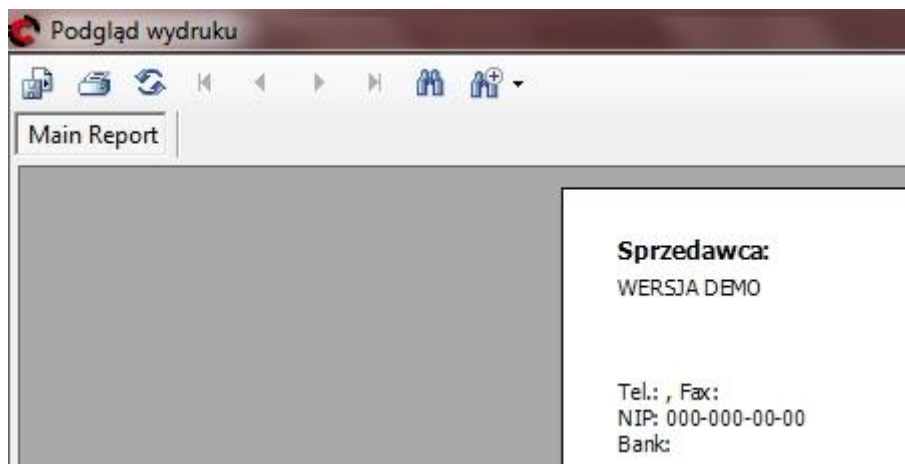 Podgląd wydruku
Main Report
Sprzedawca:
WERSJA DEMO
Tel.: , Fax:
NIP: 000-000-00-00
Bank: